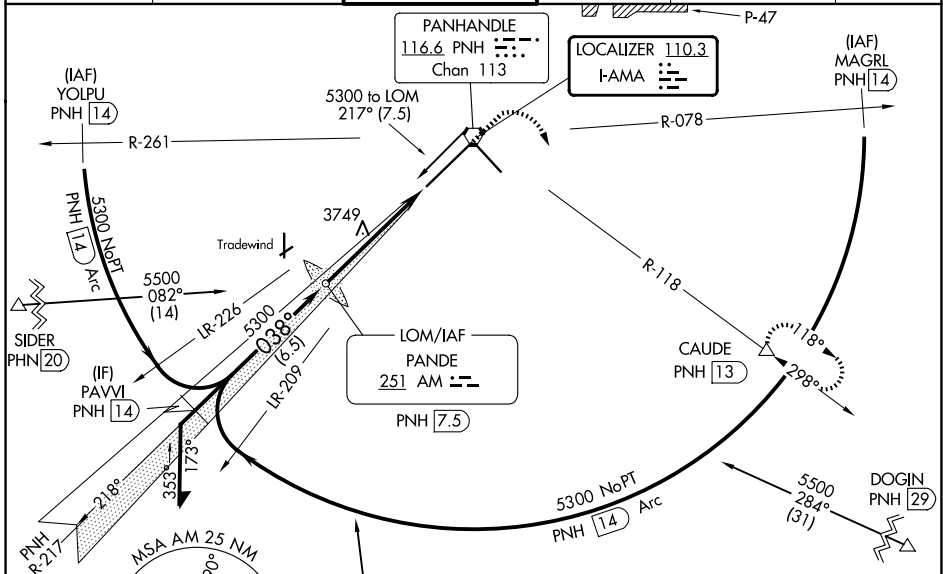 PANHANDLE
116.6 PNH
Chan 113
P-47
LOCALIZER 110.3
I-AMA
(IAF)
MAGRL
PNH 14
(IAF)
YOLPU
PNH 14
5300 to LOM
217° (7.5)
R-261
R-078
5300 NoPT
PNH 14 Arc
3749
Tradewind
R-118
5500
082°
(14)
SIDER
PHN 20
LR-226
5300
038°
(6.5)
LR-209
LOM/IAF
PANDE
251 AM
PNH 7.5
CAUDE
PNH 13
118°
298°
(IF)
PAVVI
PNH 14
353°
173°
218°
PNH
R-217
5300 NoPT
PNH 14 Arc
5500
284°
(31)
DOGIN
PNH 29
MSA AM 25 NM
90°